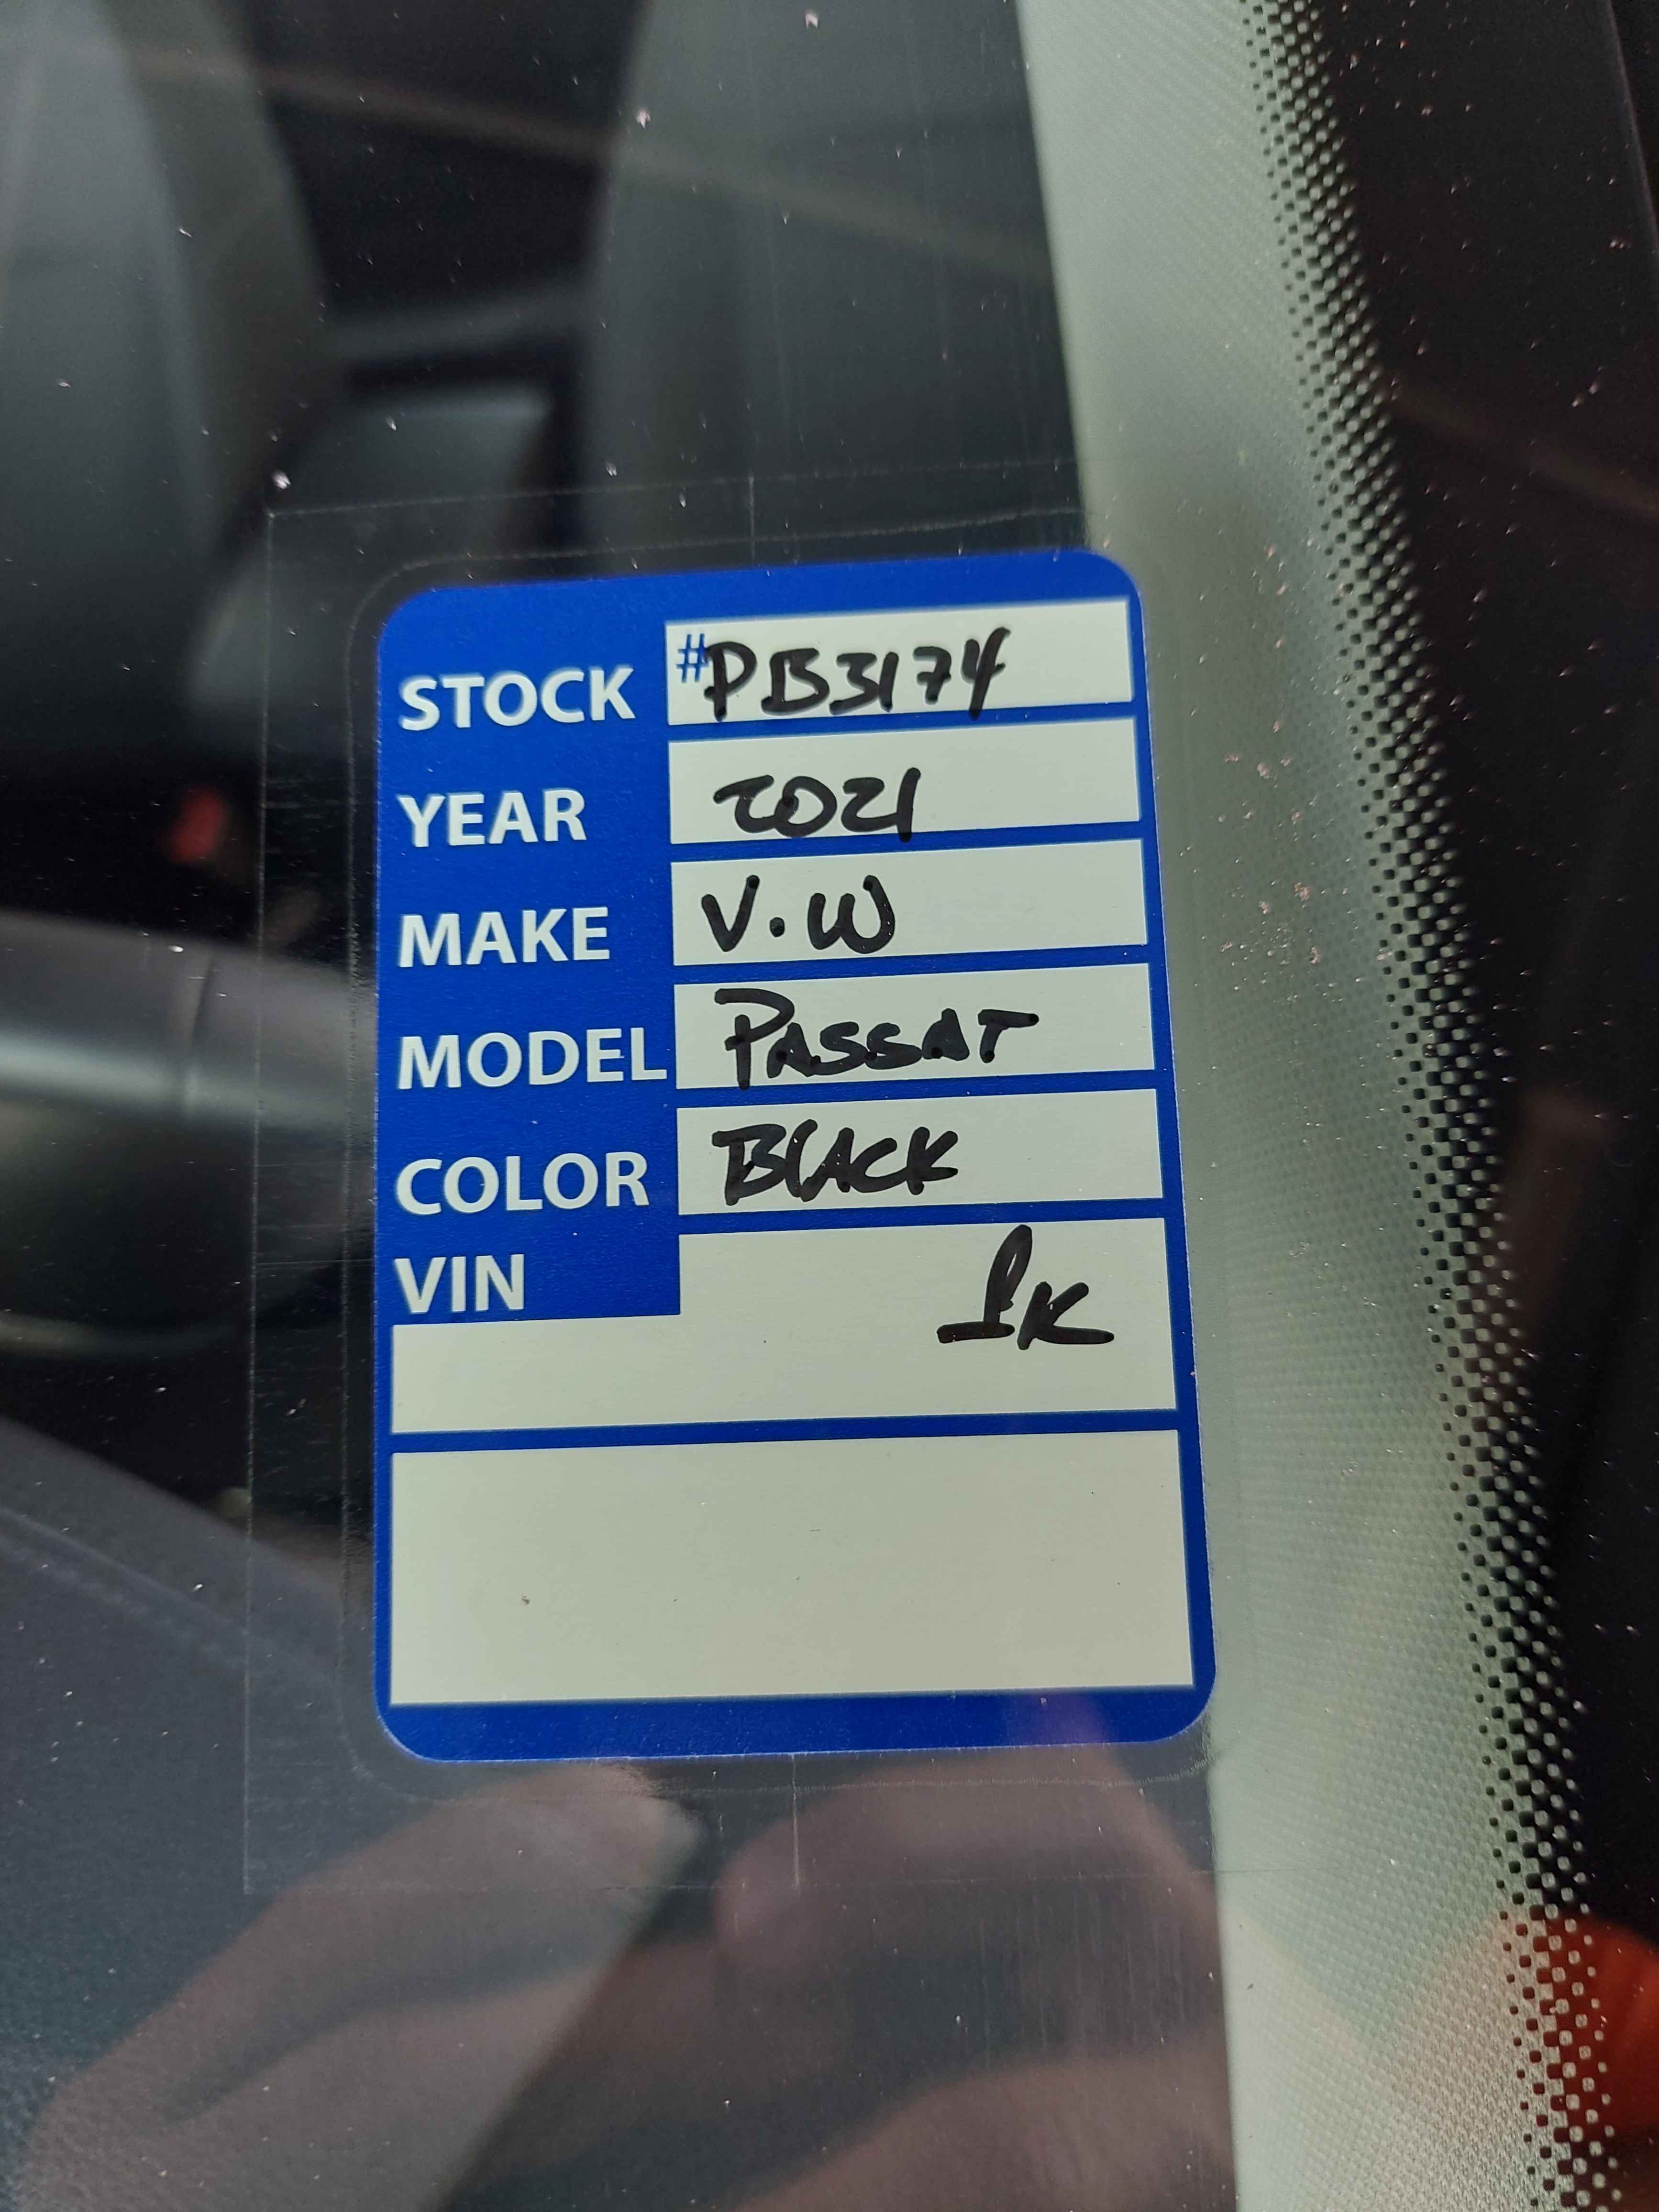 STOCK #PB3174
YEAR 2021
MAKE V.W
MODEL PASSAT
COLOR BLACK
VIN 1K